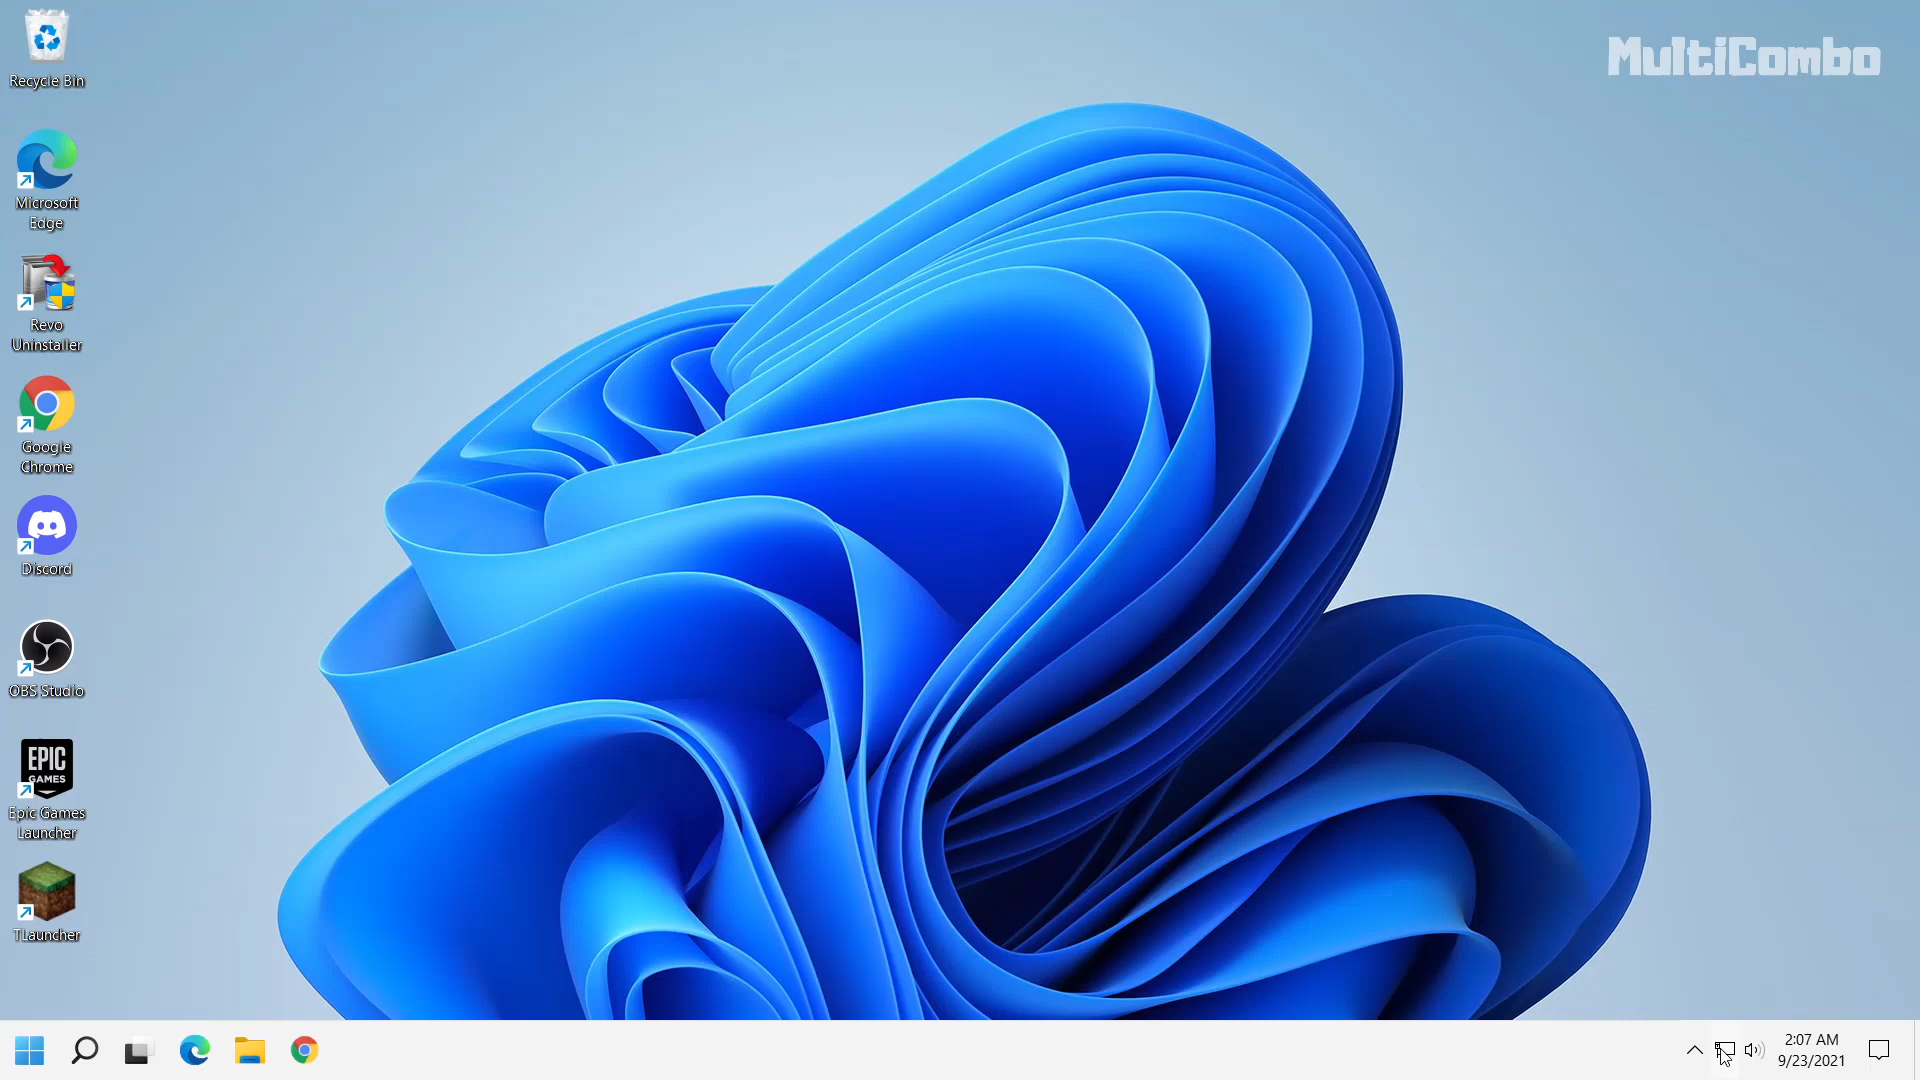 MultiCombo
Recycle Bin
Microsoft
Edge
Revo
Uninstaller
Google
Chrome
Discord
OBS Studio
EPIC
GAMES
Epic Games
Launcher
TLauncher
2:07 AM
9/23/2021